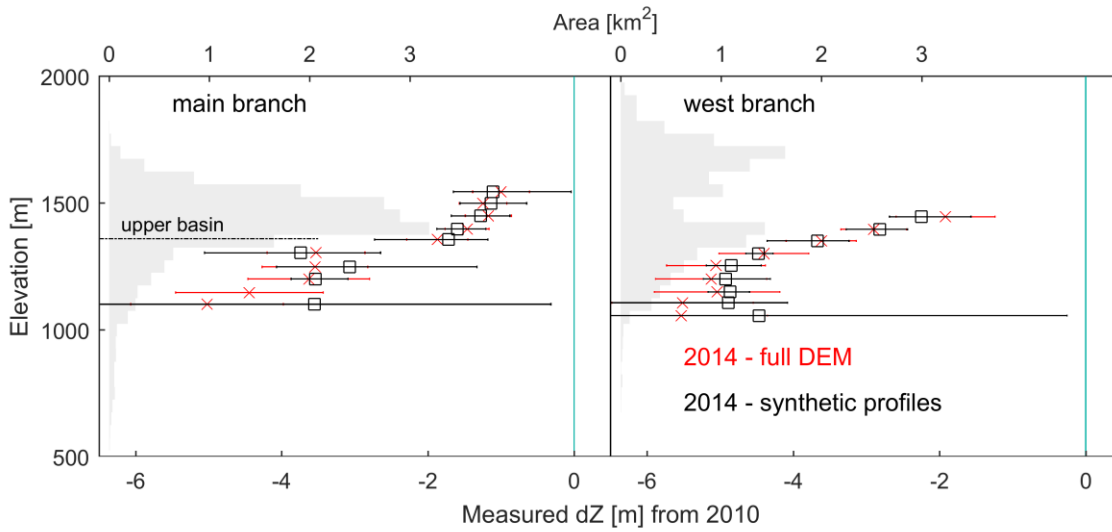 Area [km2]
0 1 2 3 0 1 2 3
2000
main branch west branch
1500
upper basin
Elevation [m]
1000
2014 - full DEM
2014 - synthetic profiles
500
-6 -4 -2 0 -6 -4 -2 0
Measured dZ [m] from 2010